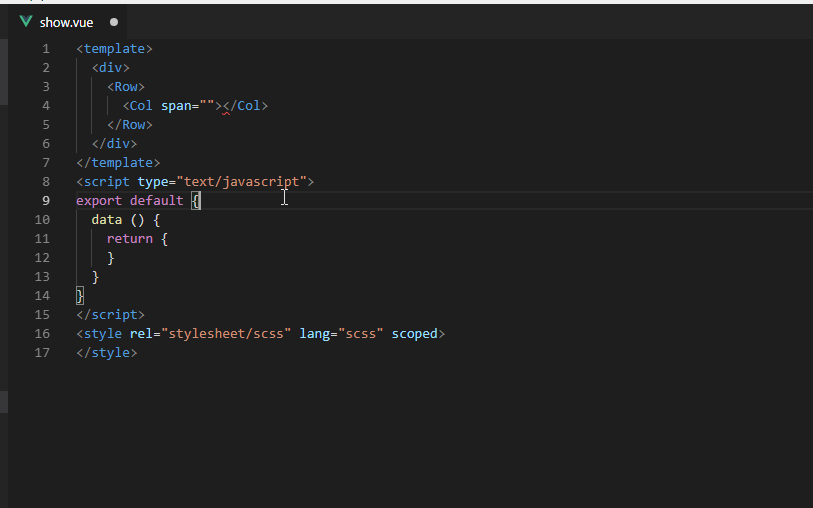 show.vue
1 <template>
2 <div>
3 <Row>
4 <Col span=""></Col>
5 </Row>
6 </div>
7 </template>
8 <script type="text/javascript">
9 export default {
10 data () {
11 return {
12 }
13 }
14 }
15 </script>
16 <style rel="stylesheet/scss" lang="scss" scoped>
17 </style>